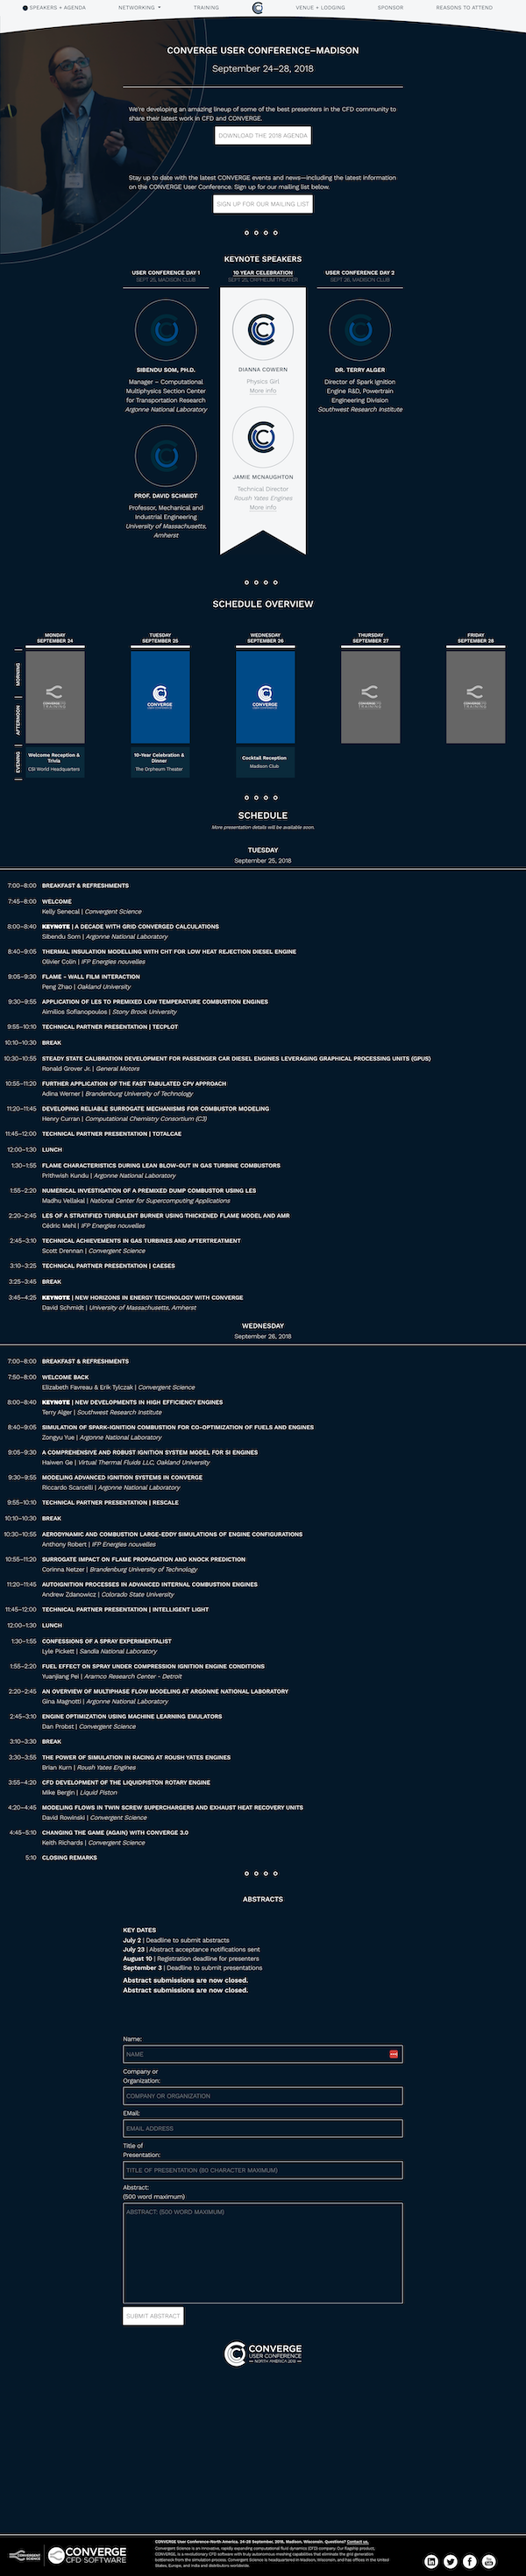 SPEAKERS + AGENDA NETWORKING TRAINING VENUE + LODGING SPONSOR REASONS TO ATTEND
CONVERGE USER CONFERENCE–MADISON
September 24–28, 2018
We're developing an amazing lineup of some of the best presenters in the CFD community to
share their latest work in CFD and CONVERGE.
DOWNLOAD THE 2018 AGENDA
Stay up to date with the latest CONVERGE events and news—including the latest information
on the CONVERGE User Conference. Sign up for our mailing list below.
SIGN UP FOR OUR MAILING LIST
KEYNOTE SPEAKERS
USER CONFERENCE DAY 1
SEPT 25, MADISON CLUB
SIBENDU SOM, PH.D.
Manager – Computational
Multiphysics Section Center
for Transportation Research
Argonne National Laboratory
PROF. DAVID SCHMIDT
Professor, Mechanical and
Industrial Engineering
University of Massachusetts,
Amherst
10 YEAR CELEBRATION
SEPT 25, ORPHEUM THEATER
DIANNA COWERN
Physics Girl
More info
JAMIE MCNAUGHTON
Technical Director
Roush Yates Engines
More info
USER CONFERENCE DAY 2
SEPT 26, MADISON CLUB
DR. TERRY ALGER
Director of Spark Ignition
Engine R&D, Powertrain
Engineering Division
Southwest Research Institute
SCHEDULE OVERVIEW
MONDAY
SEPTEMBER 24
TUESDAY
SEPTEMBER 25
WEDNESDAY
SEPTEMBER 26
THURSDAY
SEPTEMBER 27
FRIDAY
SEPTEMBER 28
MORNING
AFTERNOON
EVENING
CONVERGE
TRAINING
CONVERGE
USER CONFERENCE
CONVERGE
USER CONFERENCE
CONVERGE
TRAINING
CONVERGE
TRAINING
Welcome Reception &
Trivia
CSI World Headquarters
10-Year Celebration &
Dinner
The Orpheum Theater
Cocktail Reception
Madison Club
SCHEDULE
More presentation details will be available soon.
TUESDAY
September 25, 2018
7:00–8:00 BREAKFAST & REFRESHMENTS
7:45–8:00 WELCOME
Kelly Senecal | Convergent Science
8:00–8:40 KEYNOTE | A DECADE WITH GRID CONVERGED CALCULATIONS
Sibendu Som | Argonne National Laboratory
8:40–9:05 THERMAL INSULATION MODELLING WITH CHT FOR LOW HEAT REJECTION DIESEL ENGINE
Olivier Colin | IFP Energies nouvelles
9:05–9:30 FLAME - WALL FILM INTERACTION
Peng Zhao | Oakland University
9:30–9:55 APPLICATION OF LES TO PREMIXED LOW TEMPERATURE COMBUSTION ENGINES
Aimilios Sofianopoulos | Stony Brook University
9:55–10:10 TECHNICAL PARTNER PRESENTATION | TECPLOT
10:10–10:30 BREAK
10:30–10:55 STEADY STATE CALIBRATION DEVELOPMENT FOR PASSENGER CAR DIESEL ENGINES LEVERAGING GRAPHICAL PROCESSING UNITS (GPUS)
Ronald Grover Jr. | General Motors
10:55–11:20 FURTHER APPLICATION OF THE FAST TABULATED CPV APPROACH
Adina Werner | Brandenburg University of Technology
11:20–11:45 DEVELOPING RELIABLE SURROGATE MECHANISMS FOR COMBUSTOR MODELING
Henry Curran | Computational Chemistry Consortium (C3)
11:45–12:00 TECHNICAL PARTNER PRESENTATION | TOTALCAE
12:00–1:30 LUNCH
1:30–1:55 FLAME CHARACTERISTICS DURING LEAN BLOW-OUT IN GAS TURBINE COMBUSTORS
Prithwish Kundu | Argonne National Laboratory
1:55–2:20 NUMERICAL INVESTIGATION OF A PREMIXED DUMP COMBUSTOR USING LES
Madhu Vellakal | National Center for Supercomputing Applications
2:20–2:45 LES OF A STRATIFIED TURBULENT BURNER USING THICKENED FLAME MODEL AND AMR
Cédric Mehl | IFP Energies nouvelles
2:45–3:10 TECHNICAL ACHIEVEMENTS IN GAS TURBINES AND AFTERTREATMENT
Scott Drennan | Convergent Science
3:10–3:25 TECHNICAL PARTNER PRESENTATION | CAESES
3:25–3:45 BREAK
3:45–4:25 KEYNOTE | NEW HORIZONS IN ENERGY TECHNOLOGY WITH CONVERGE
David Schmidt | University of Massachusetts, Amherst
WEDNESDAY
September 26, 2018
7:00–8:00 BREAKFAST & REFRESHMENTS
7:50–8:00 WELCOME BACK
Elizabeth Favreau & Erik Tylczak | Convergent Science
8:00–8:40 KEYNOTE | NEW DEVELOPMENTS IN HIGH EFFICIENCY ENGINES
Terry Alger | Southwest Research Institute
8:40–9:05 SIMULATION OF SPARK-IGNITION COMBUSTION FOR CO-OPTIMIZATION OF FUELS AND ENGINES
Zongyu Yue | Argonne National Laboratory
9:05–9:30 A COMPREHENSIVE AND ROBUST IGNITION SYSTEM MODEL FOR SI ENGINES
Haiwen Ge | Virtual Thermal Fluids LLC, Oakland University
9:30–9:55 MODELING ADVANCED IGNITION SYSTEMS IN CONVERGE
Riccardo Scarcelli | Argonne National Laboratory
9:55–10:10 TECHNICAL PARTNER PRESENTATION | RESCALE
10:10–10:30 BREAK
10:30–10:55 AERODYNAMIC AND COMBUSTION LARGE-EDDY SIMULATIONS OF ENGINE CONFIGURATIONS
Anthony Robert | IFP Energies nouvelles
10:55–11:20 SURROGATE IMPACT ON FLAME PROPAGATION AND KNOCK PREDICTION
Corinna Netzer | Brandenburg University of Technology
11:20–11:45 AUTOIGNITION PROCESSES IN ADVANCED INTERNAL COMBUSTION ENGINES
Andrew Zdanowicz | Colorado State University
11:45–12:00 TECHNICAL PARTNER PRESENTATION | INTELLIGENT LIGHT
12:00–1:30 LUNCH
1:30–1:55 CONFESSIONS OF A SPRAY EXPERIMENTALIST
Lyle Pickett | Sandia National Laboratory
1:55–2:20 FUEL EFFECT ON SPRAY UNDER COMPRESSION IGNITION ENGINE CONDITIONS
Yuanjiang Pei | Aramco Research Center - Detroit
2:20–2:45 AN OVERVIEW OF MULTIPHASE FLOW MODELING AT ARGONNE NATIONAL LABORATORY
Gina Magnotti | Argonne National Laboratory
2:45–3:10 ENGINE OPTIMIZATION USING MACHINE LEARNING EMULATORS
Dan Probst | Convergent Science
3:10–3:30 BREAK
3:30–3:55 THE POWER OF SIMULATION IN RACING AT ROUSH YATES ENGINES
Brian Kurn | Roush Yates Engines
3:55–4:20 CFD DEVELOPMENT OF THE LIQUIDPISTON ROTARY ENGINE
Mike Bergin | Liquid Piston
4:20–4:45 MODELING FLOWS IN TWIN SCREW SUPERCHARGERS AND EXHAUST HEAT RECOVERY UNITS
David Rowinski | Convergent Science
4:45–5:10 CHANGING THE GAME (AGAIN) WITH CONVERGE 3.0
Keith Richards | Convergent Science
5:10 CLOSING REMARKS
ABSTRACTS
KEY DATES
July 2 | Deadline to submit abstracts
July 23 | Abstract acceptance notifications sent
August 10 | Registration deadline for presenters
September 3 | Deadline to submit presentations
Abstract submissions are now closed.
Abstract submissions are now closed.
Name:
NAME
Company or
Organization:
COMPANY OR ORGANIZATION
EMail:
EMAIL ADDRESS
Title of
Presentation:
TITLE OF PRESENTATION (80 CHARACTER MAXIMUM)
Abstract:
(500 word maximum)
ABSTRACT: (500 WORD MAXIMUM)
SUBMIT ABSTRACT
CONVERGE
USER CONFERENCE
NORTH AMERICA 2018
CONVERGENT
SCIENCE
CONVERGE
CFD SOFTWARE
CONVERGE User Conference-North America, 24-28 September, 2018, Madison, Wisconsin. Questions? Contact us.
Convergent Science is an innovative, rapidly expanding computational fluid dynamics (CFD) company. Our flagship product,
CONVERGE, is a revolutionary CFD software with truly autonomous meshing capabilities that eliminate the grid generation
bottleneck from the simulation process. Convergent Science is headquartered in Madison, Wisconsin, and has offices in the United
States, Europe, and India and distributors worldwide.